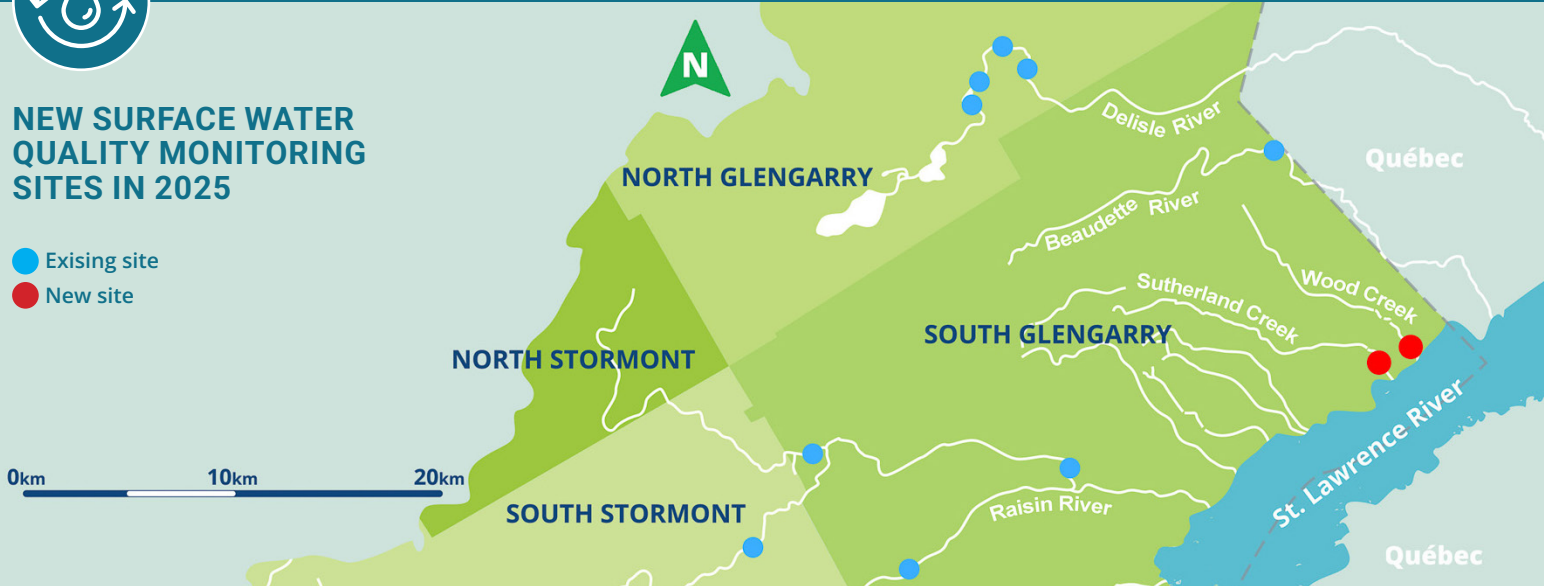 NEW SURFACE WATER
QUALITY MONITORING
SITES IN 2025
Exising site
New site
N
NORTH GLENGARRY
Delisle River
Québec
Beaudette River
Wood Creek
Sutherland Creek
SOUTH GLENGARRY
NORTH STORMONT
St. Lawrence River
0km 10km 20km
SOUTH STORMONT
Raisin River
Québec